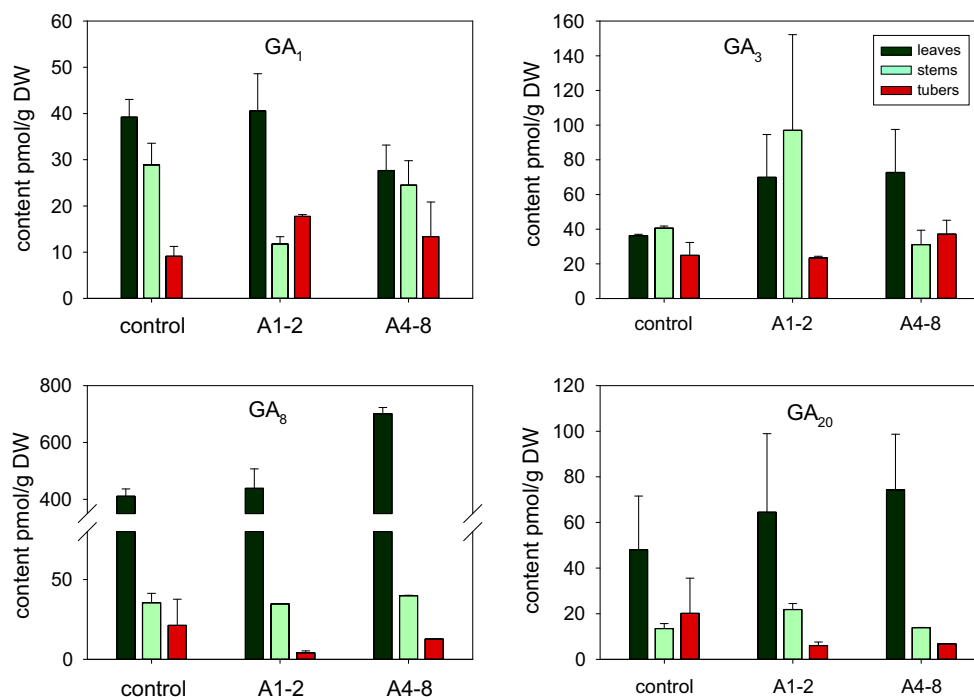 GA1
content pmol/g DW
60
50
40
30
20
10
0
control A1-2 A4-8
GA3
content pmol/g DW
160
140
120
100
80
60
40
20
0
leaves
stems
tubers
control A1-2 A4-8
GA8
content pmol/g DW
800
600
400
50
0
control A1-2 A4-8
GA20
content pmol/g DW
120
100
80
60
40
20
0
control A1-2 A4-8